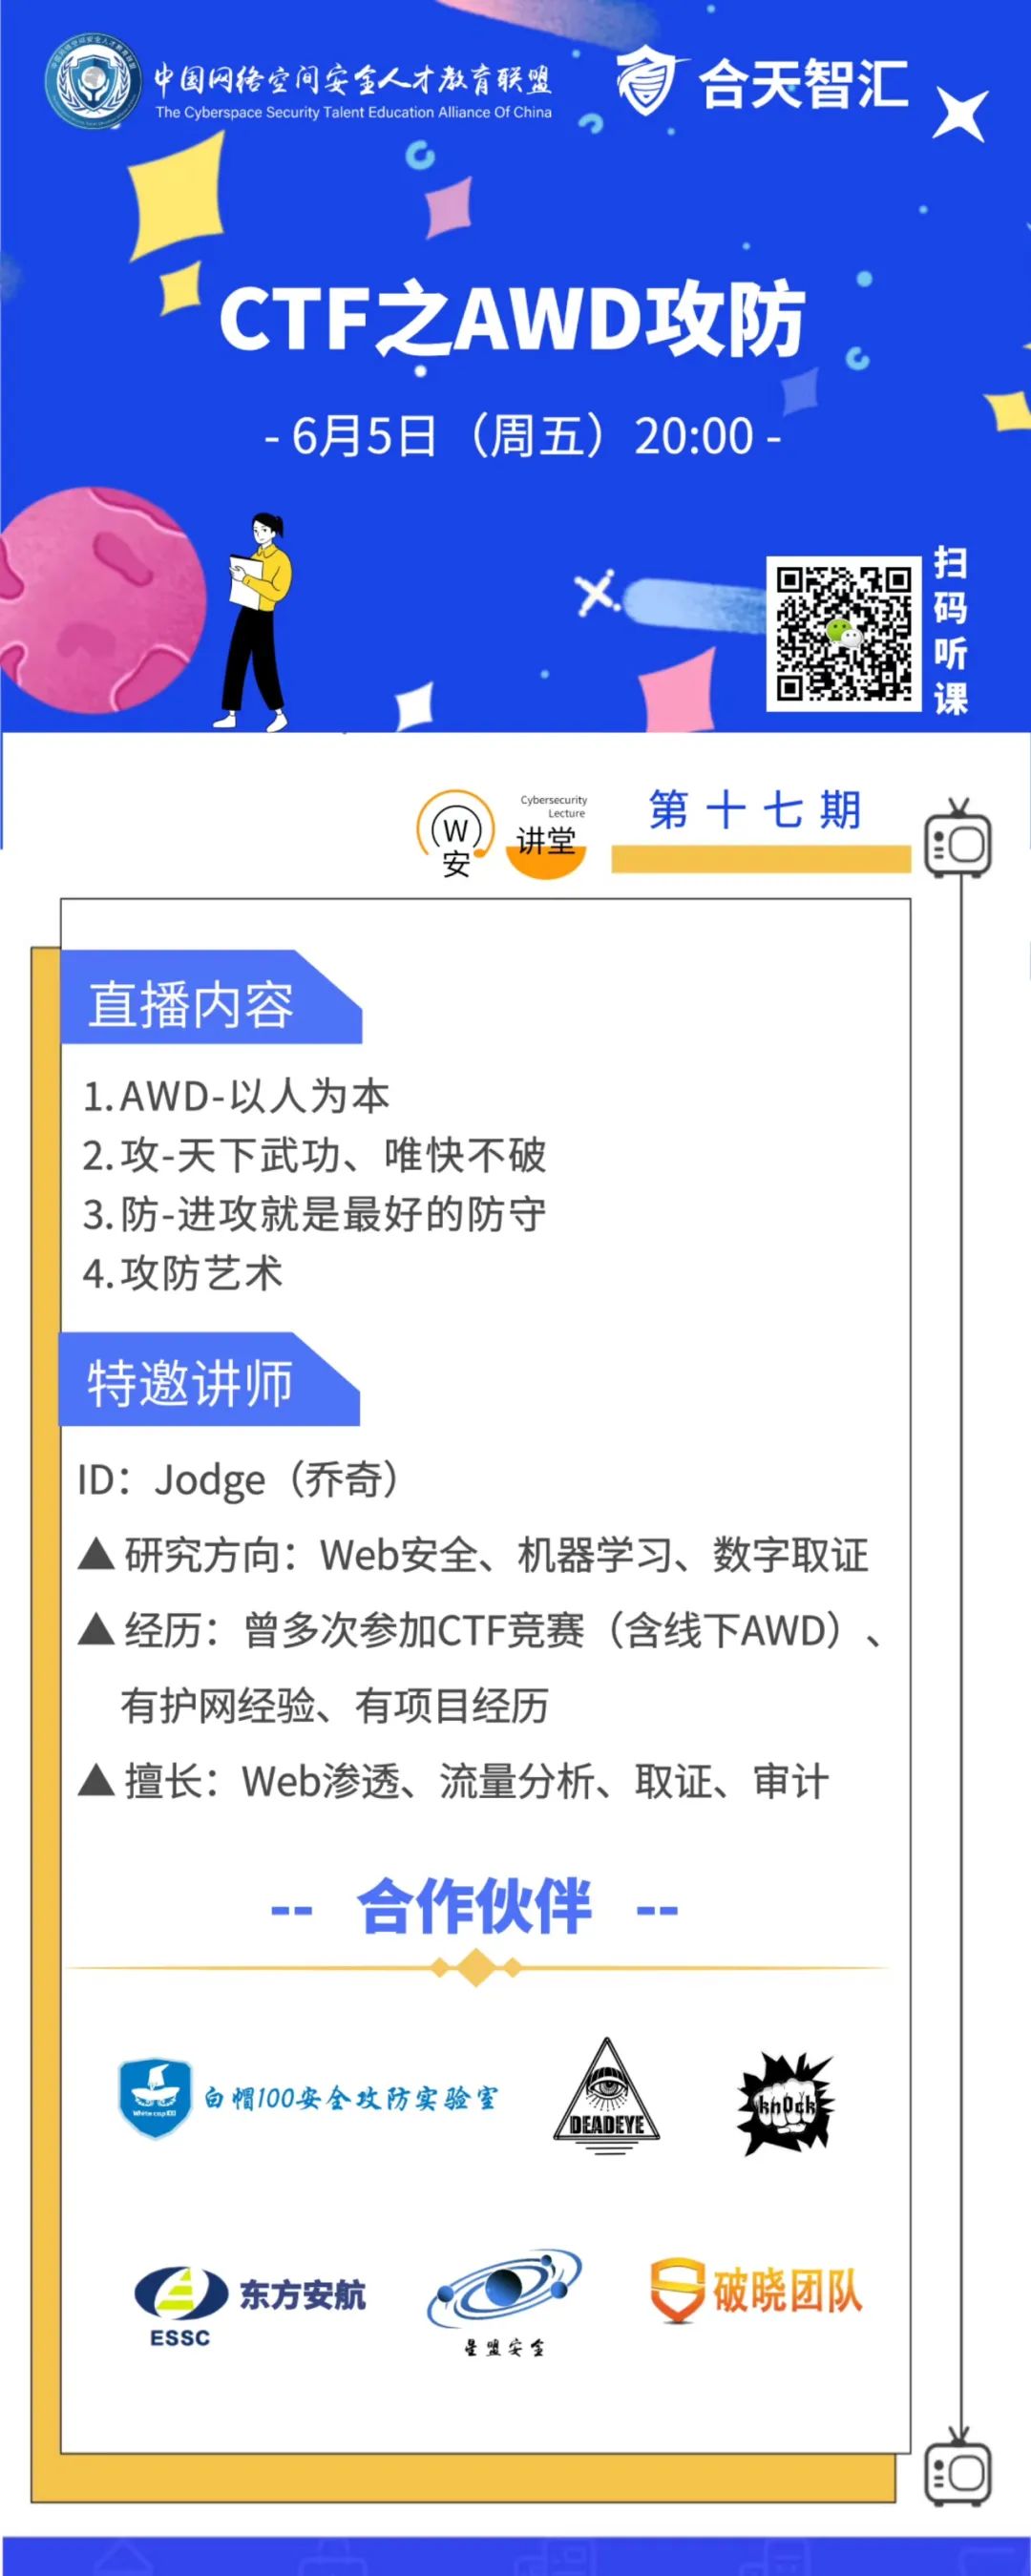 中国网络空间安全人才教育联盟
The Cyberspace Security Talent Education Alliance Of China
合天智汇
CTF之AWD攻防
- 6月5日（周五）20:00 -
扫码听课
W安
讲堂
Cybersecurity
Lecture
第十七期
直播内容
1.AWD-以人为本
2.攻-天下武功、唯快不破
3.防-进攻就是最好的防守
4.攻防艺术
特邀讲师
ID：Jodge（乔奇）
▲ 研究方向：Web安全、机器学习、数字取证
▲ 经历：曾多次参加CTF竞赛（含线下AWD）、
有护网经验、有项目经历
▲ 擅长：Web渗透、流量分析、取证、审计
-- 合作伙伴 --
White cap100
白帽100安全攻防实验室
DEADEYE
kn0ck
ESSC
东方安航
星盟安全
破晓团队